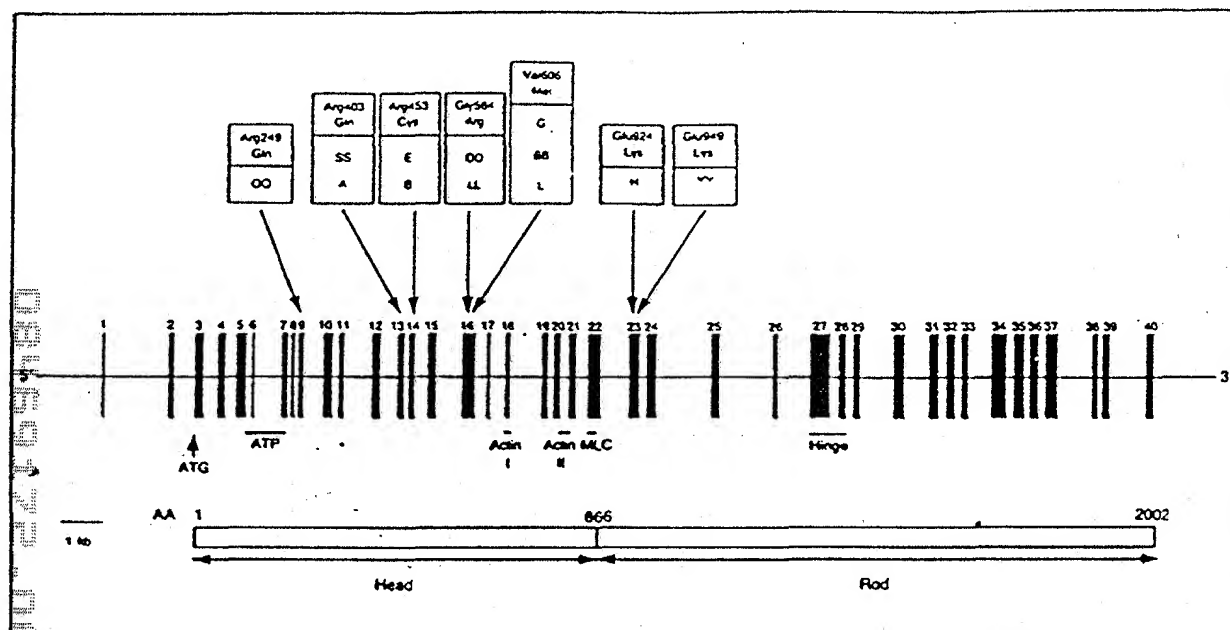 Val606
Met
G
L
Arg403
Gln
SS
A
Arg453
Cys
E
B
Gly584
Arg
OO
LL
Arg249
Gln
OO
Glu924
Lys
H
Glu949
Lys
1 2 3 4 5 6 7 8 9 10 11 12 13 14 15 16 17 18 19 20 21 22 23 24 25 26 27 28 29 30 31 32 33 34 35 36 37 38 39 40
5 3
ATG
ATP
Actin
I
Actin
II
MLC
Hinge
1 kb
AA 1 866 2002
Head Rod